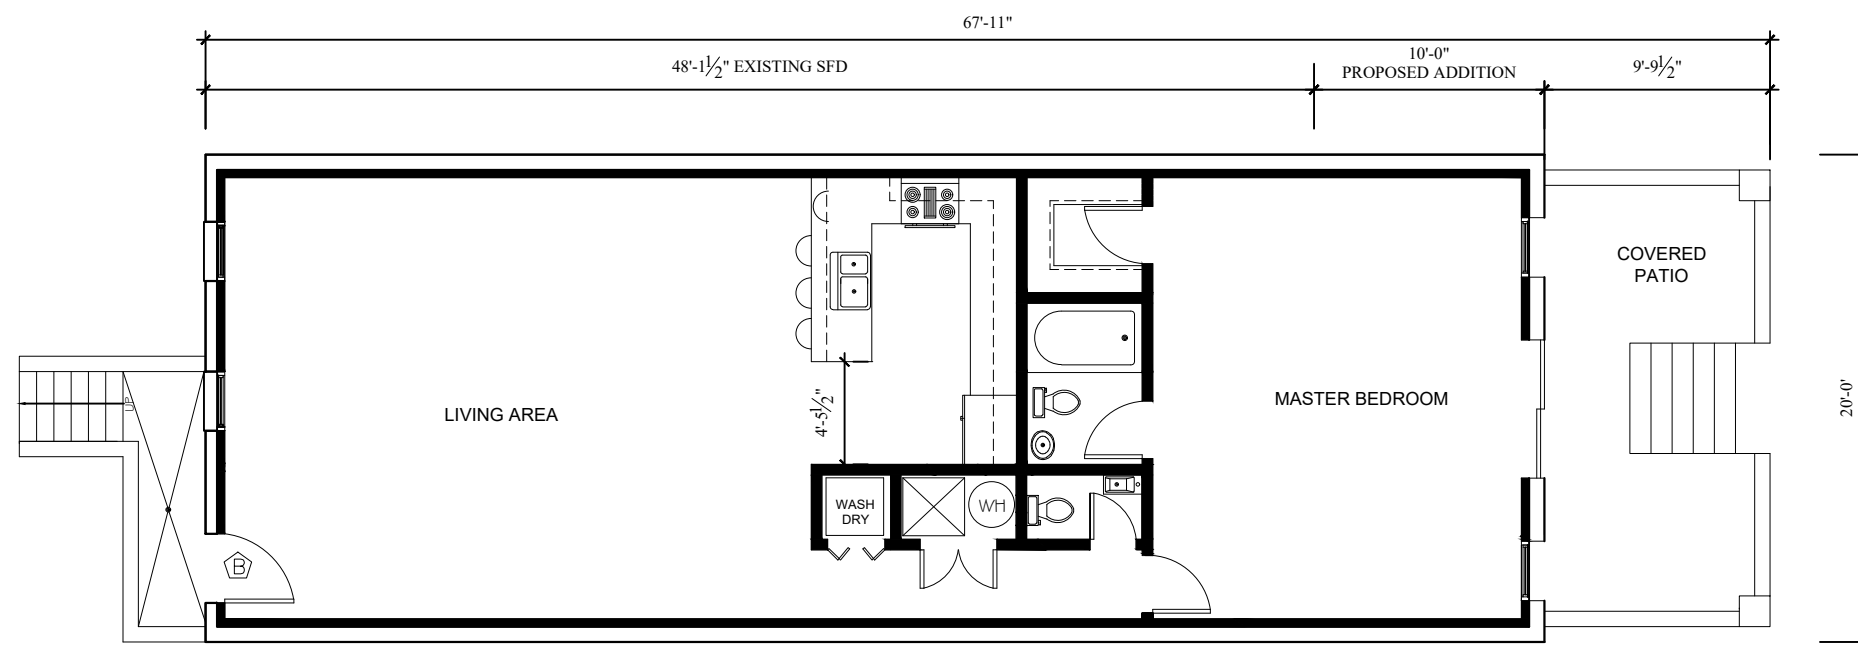 67'-11"
48'-1½" EXISTING SFD
10'-0"
PROPOSED ADDITION
9'-9½"
COVERED
PATIO
UP
LIVING AREA
4'-5½"
MASTER BEDROOM
20'-0'
WASH
DRY
WH
B